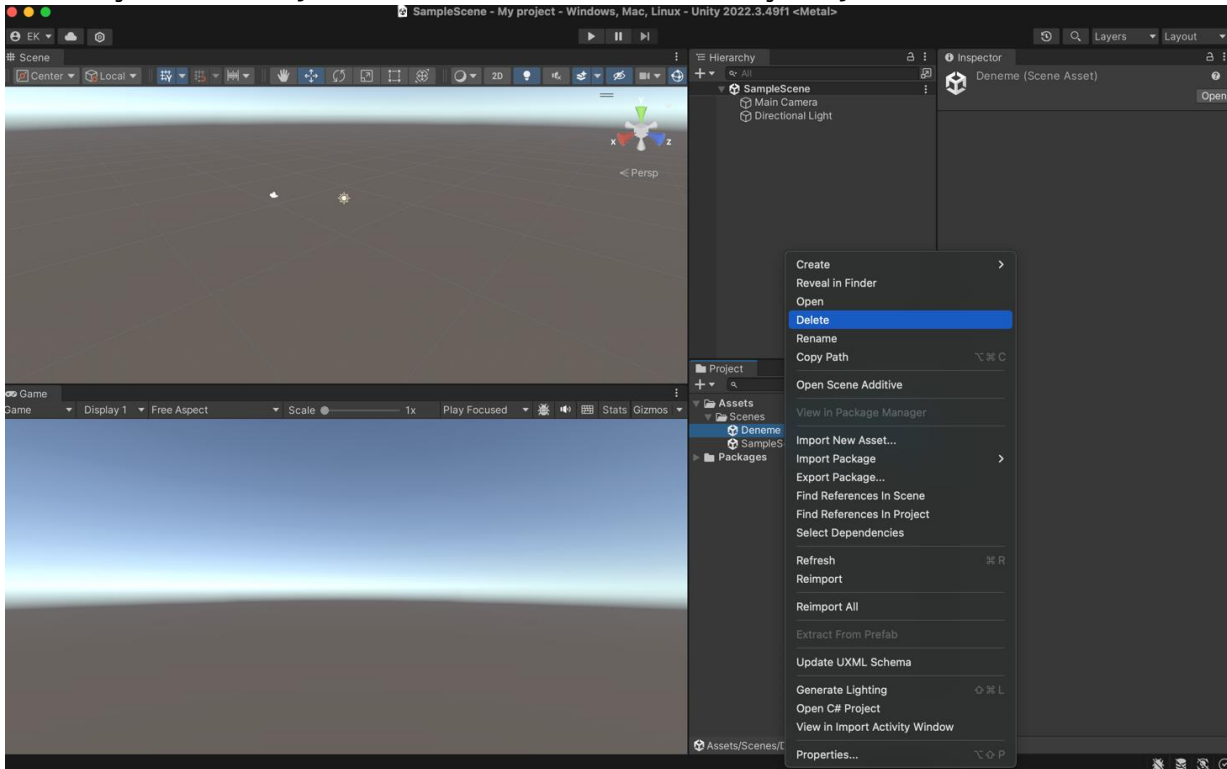 SampleScene - My project - Windows, Mac, Linux - Unity 2022.3.49f1 <Metal>
EK
Layers
Layout
Scene
Center
Local
2D
y
x
z
Persp
Game
Game
Display 1
Free Aspect
Scale
1x
Play Focused
Stats
Gizmos
Hierarchy
All
SampleScene
Main Camera
Directional Light
Inspector
Deneme (Scene Asset)
Open
Project
Assets
Scenes
Deneme
SampleS
Packages
Assets/Scenes/D
Create
Reveal in Finder
Open
Delete
Rename
Copy Path ⌥⌘C
Open Scene Additive
View in Package Manager
Import New Asset...
Import Package
Export Package...
Find References In Scene
Find References In Project
Select Dependencies
Refresh ⌘R
Reimport
Reimport All
Extract From Prefab
Update UXML Schema
Generate Lighting ⇧⌘L
Open C# Project
View in Import Activity Window
Properties... ⌥⇧P